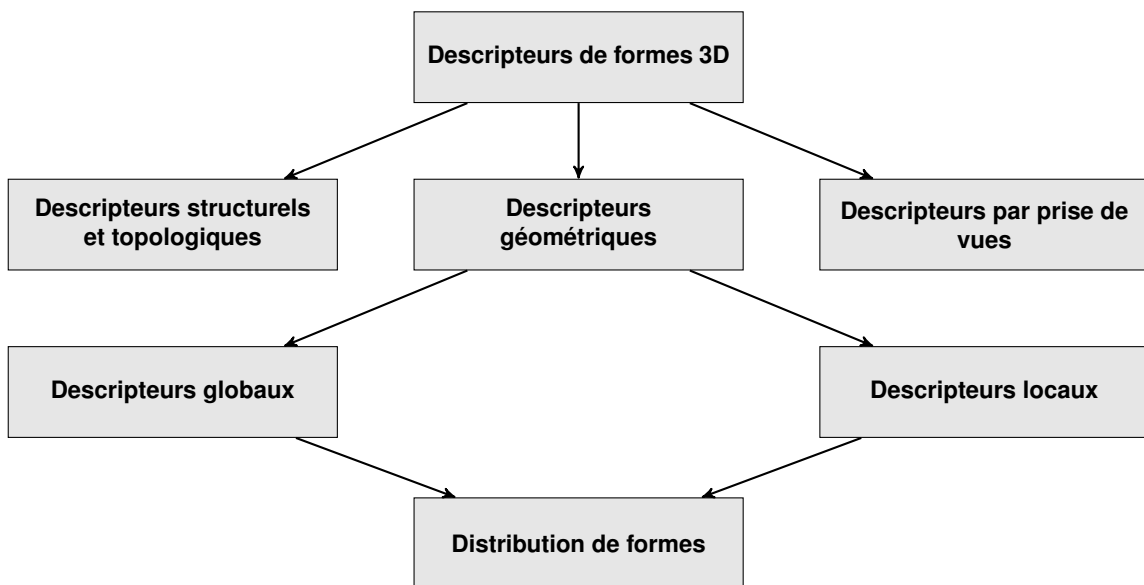 Descripteurs de formes 3D
Descripteurs structurels
et topologiques
Descripteurs
géométriques
Descripteurs par prise de
vues
Descripteurs globaux
Descripteurs locaux
Distribution de formes